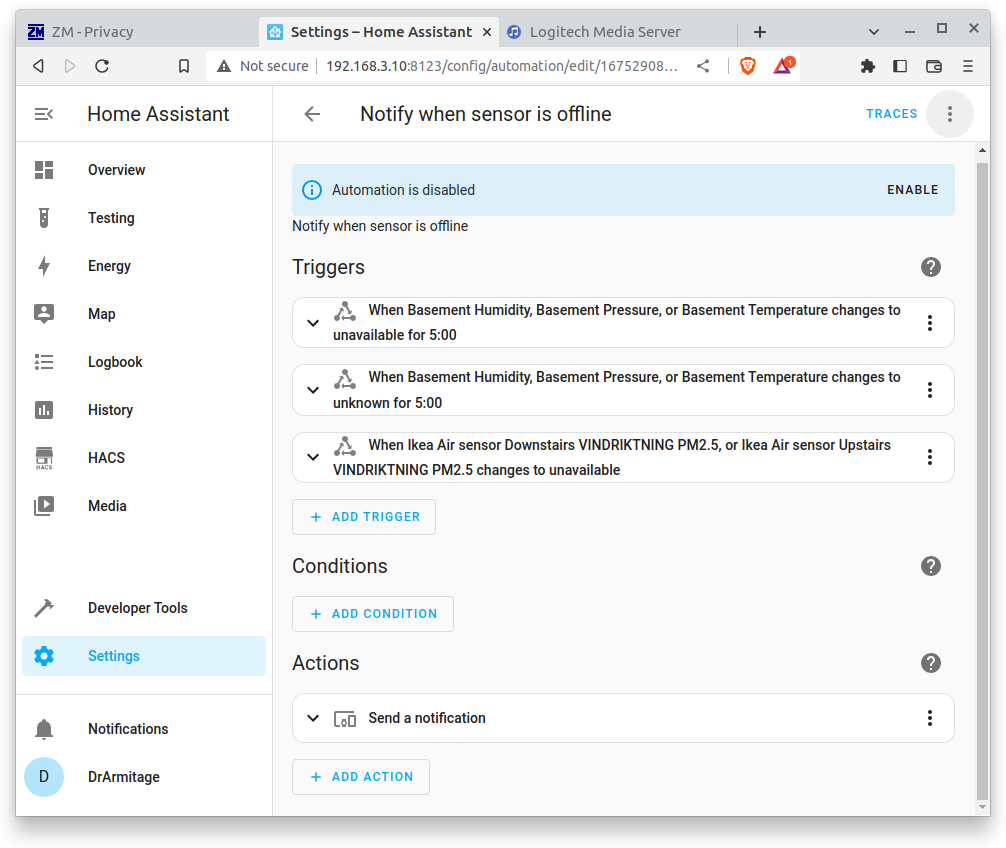 ZM - Privacy
Settings – Home Assistant
Logitech Media Server
Not secure
192.168.3.10:8123/config/automation/edit/16752908...
1
Home Assistant
Notify when sensor is offline
TRACES
Overview
Testing
Energy
Map
Logbook
History
HACS
HACS
Media
Developer Tools
Settings
Notifications
D
DrArmitage
Automation is disabled
ENABLE
Notify when sensor is offline
Triggers
When Basement Humidity, Basement Pressure, or Basement Temperature changes to
unavailable for 5:00
When Basement Humidity, Basement Pressure, or Basement Temperature changes to
unknown for 5:00
When Ikea Air sensor Downstairs VINDRIKTNING PM2.5, or Ikea Air sensor Upstairs
VINDRIKTNING PM2.5 changes to unavailable
+ ADD TRIGGER
Conditions
+ ADD CONDITION
Actions
Send a notification
+ ADD ACTION